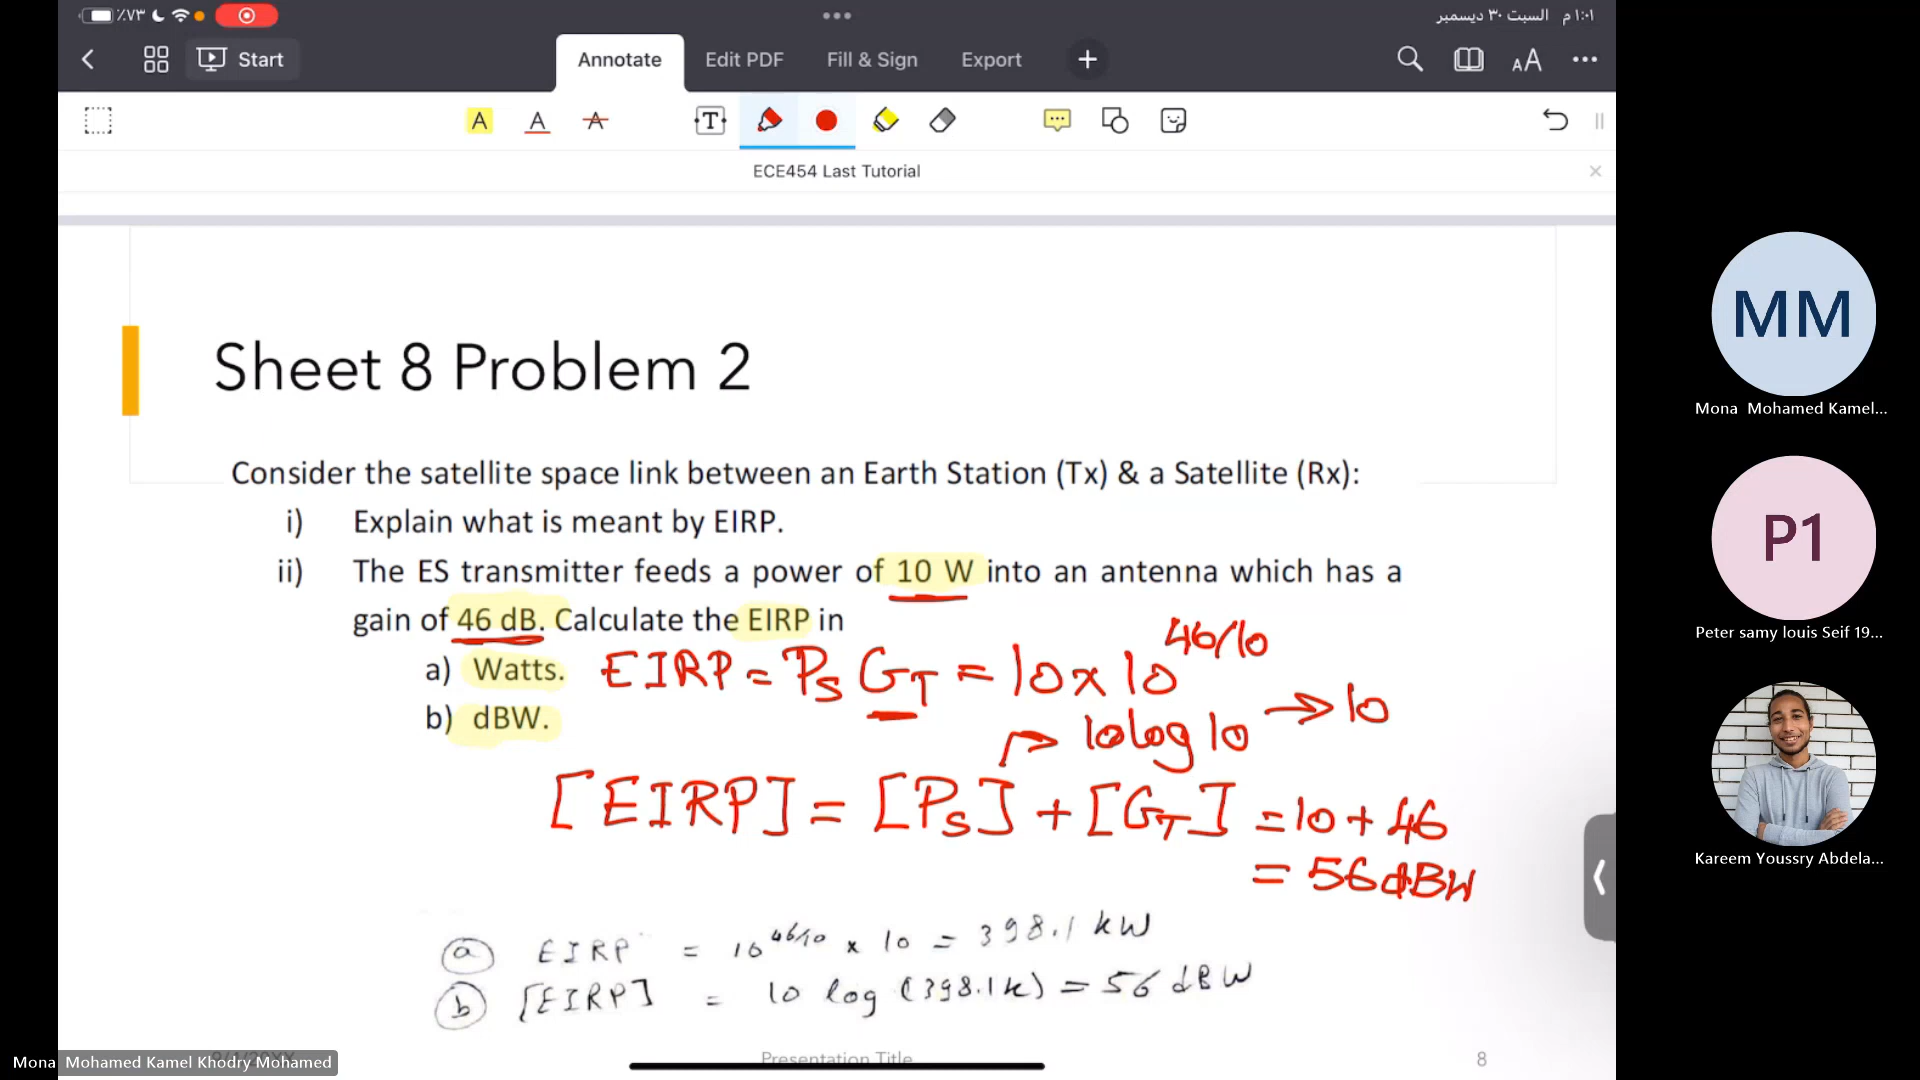 ٪٧٣
١:٠١ م السبت ٣٠ ديسمبر
Start
Annotate
Edit PDF
Fill & Sign
Export
AA
A A A T
ECE454 Last Tutorial
Sheet 8 Problem 2
Consider the satellite space link between an Earth Station (Tx) & a Satellite (Rx):
i) Explain what is meant by EIRP.
ii) The ES transmitter feeds a power of 10 W into an antenna which has a
gain of 46 dB. Calculate the EIRP in
a) Watts. EIRP = PS GT = 10 x 10^46/10
b) dBW.
10 log 10 → 10
[EIRP] = [PS] + [GT] = 10 + 46
= 56 dBW
(a) EIRP = 10^46/10 x 10 = 398.1 kW
(b) [EIRP] = 10 log (398.1k) = 56 dBW
Presentation Title
8
Mona Mohamed Kamel Khodry Mohamed
MM
Mona Mohamed Kamel...
P1
Peter samy louis Seif 19...
Kareem Youssry Abdela...